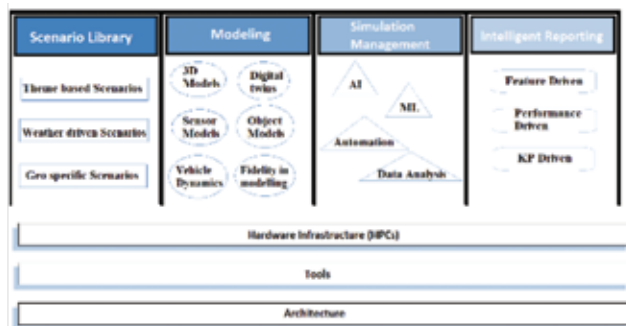 Scenario Library
Theme based Scenarios
Weather driven Scenarios
Geo specific Scenarios
Modeling
3D
Models
Digital
twins
Sensor
Models
Object
Models
Vehicle
Dynamics
Fidelity in
modelling
Simulation
Management
AI
ML
Automation
Data Analysis
Intelligent Reporting
Feature Driven
Performance
Driven
KP Driven
Hardware Infrastructure (HPCs)
Tools
Architecture